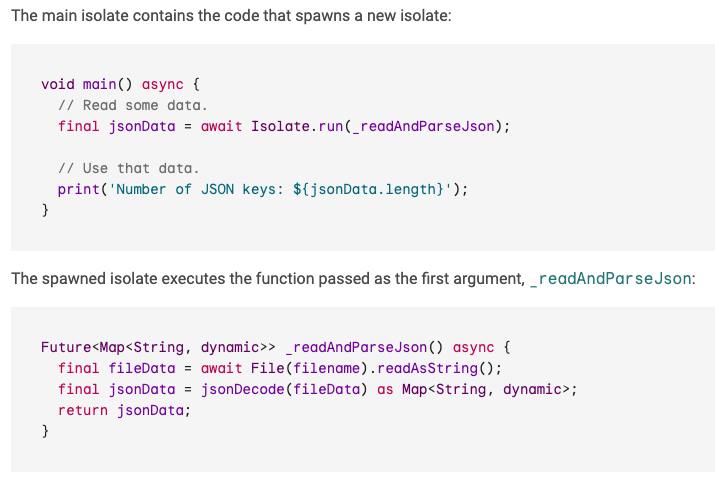 The main isolate contains the code that spawns a new isolate:
void main() async {
  // Read some data.
  final jsonData = await Isolate.run(_readAndParseJson);

  // Use that data.
  print('Number of JSON keys: ${jsonData.length}');
}
The spawned isolate executes the function passed as the first argument, _readAndParseJson:
Future<Map<String, dynamic>> _readAndParseJson() async {
  final fileData = await File(filename).readAsString();
  final jsonData = jsonDecode(fileData) as Map<String, dynamic>;
  return jsonData;
}